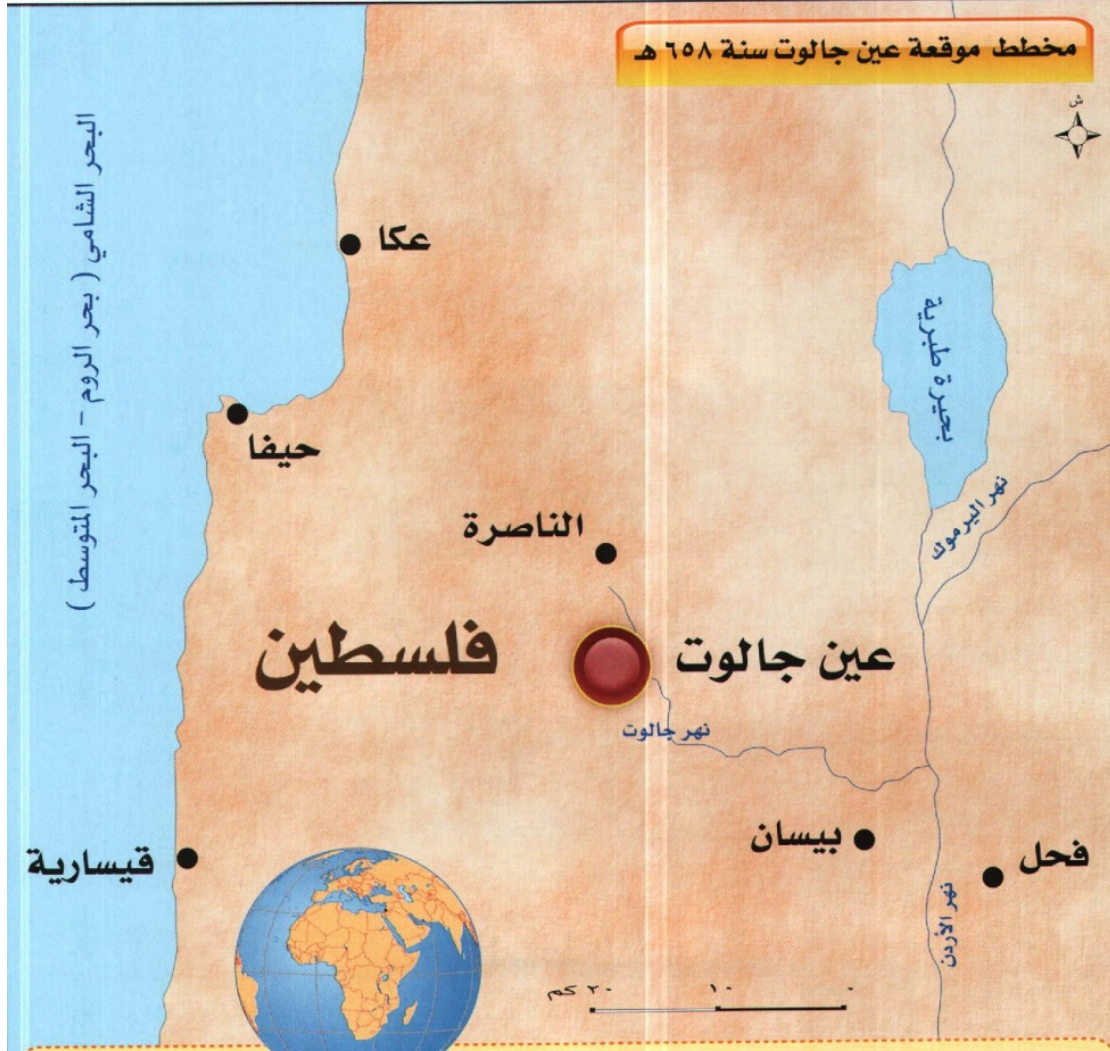 مخطط موقعة عين جالوت سنة ٦٥٨ هـ
ش
البحر الشامي ( بحر الروم - البحر المتوسط )
عكا
بحيرة طبرية
حيفا
نهر اليرموك
الناصرة
عين جالوت
فلسطين
نهر جالوت
بيسان
فحل
قيسارية
نهر الأردن
٠ ١٠ ٢٠ كم